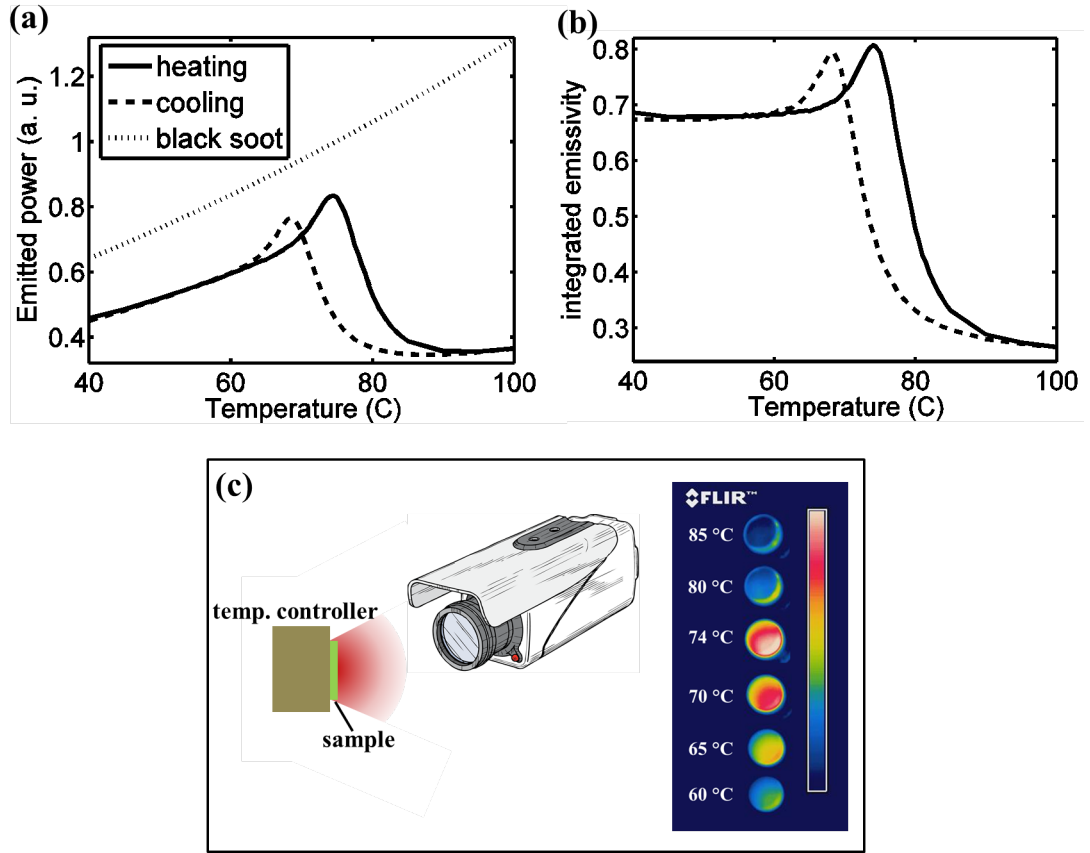 (a)
Emitted power (a. u.)
1.2
1
0.8
0.6
0.4
heating
cooling
black soot
40
60
80
100
Temperature (C)
(b)
integrated emissivity
0.8
0.7
0.6
0.5
0.4
0.3
40
60
80
100
Temperature (C)
(c)
temp. controller
sample
FLIR™
85 °C
80 °C
74 °C
70 °C
65 °C
60 °C